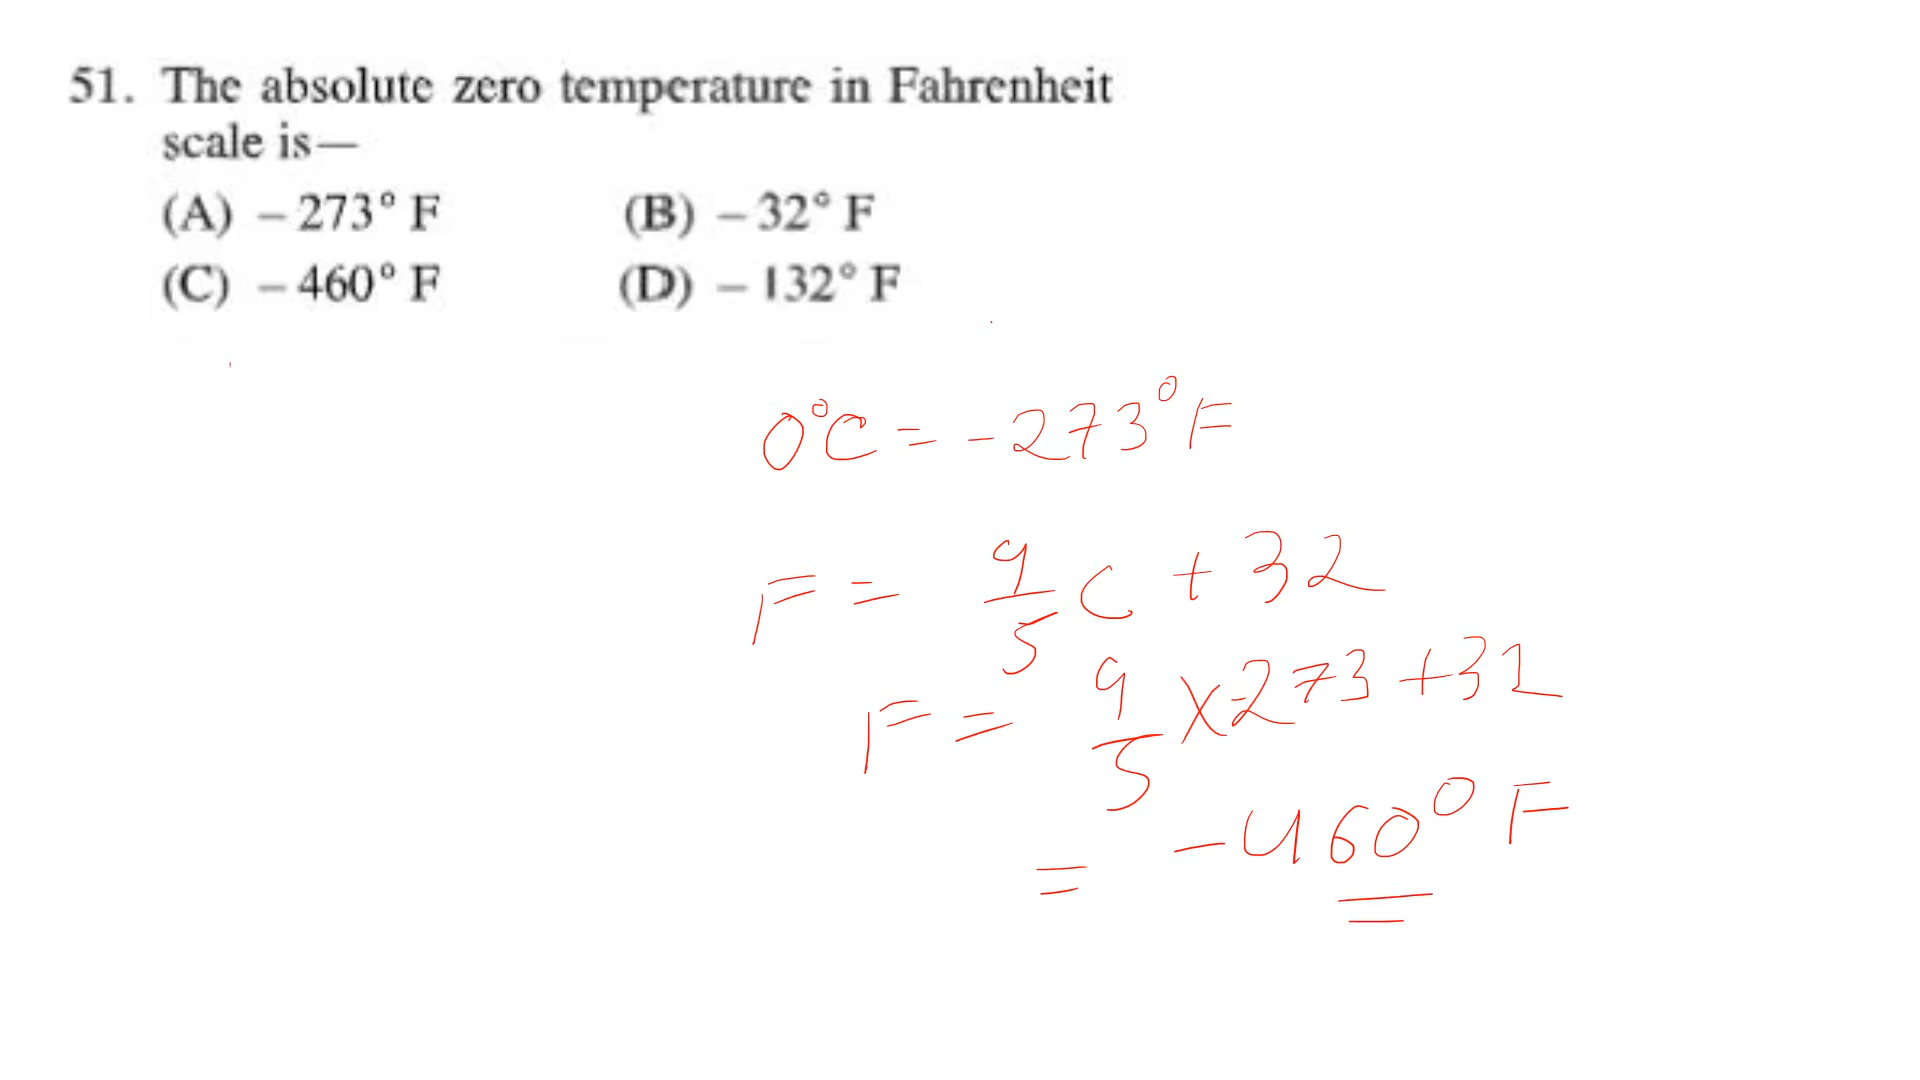 51. The absolute zero temperature in Fahrenheit
scale is—
(A) – 273° F (B) – 32° F
(C) – 460° F (D) – 132° F
0°C = -273°F
F = 9/5 C + 32
F = 9/5 x-273 + 32
= -460° F